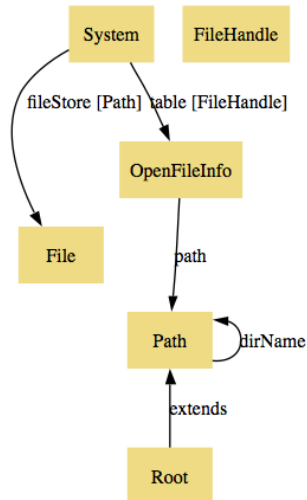 System
FileHandle
fileStore [Path]
table [FileHandle]
OpenFileInfo
File
path
Path
dirName
extends
Root